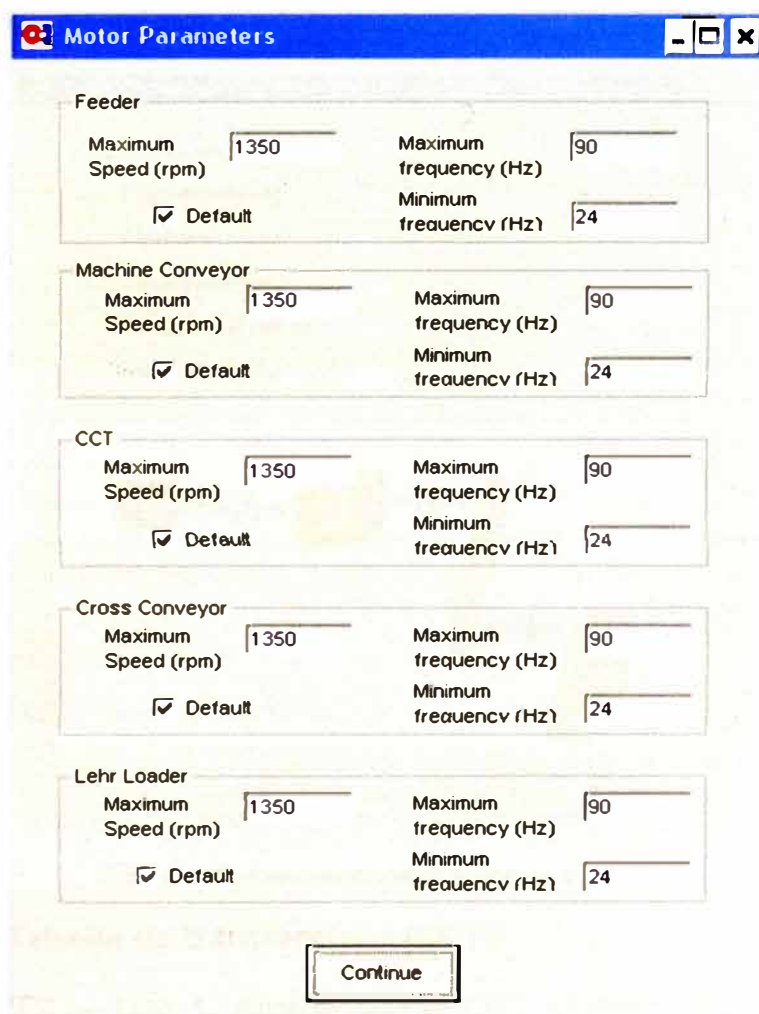 Motor Parameters
Feeder
Maximum Speed (rpm) 1350
Maximum frequency (Hz) 90
Default
Minimum frequency (Hz) 24
Machine Conveyor
Maximum Speed (rpm) 1350
Maximum frequency (Hz) 90
Default
Minimum frequency (Hz) 24
CCT
Maximum Speed (rpm) 1350
Maximum frequency (Hz) 90
Default
Minimum frequency (Hz) 24
Cross Conveyor
Maximum Speed (rpm) 1350
Maximum frequency (Hz) 90
Default
Minimum frequency (Hz) 24
Lehr Loader
Maximum Speed (rpm) 1350
Maximum frequency (Hz) 90
Default
Minimum frequency (Hz) 24
Continue